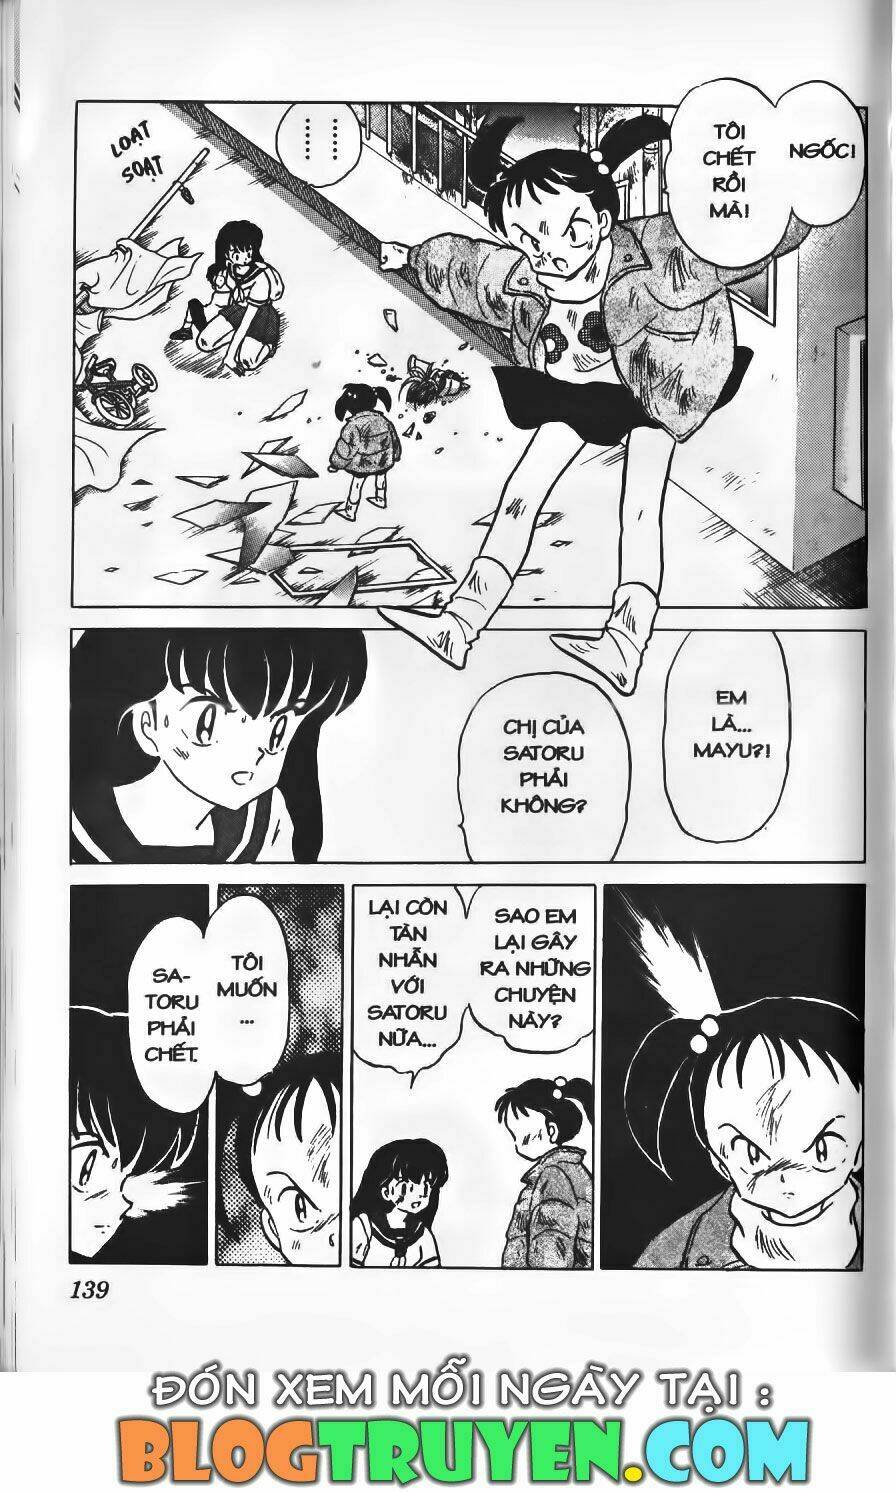 NGỐC!
TÔI
CHẾT
RỒI
MÀ!
......
......
LOẠT
SOẠT
EM
LÀ...
MAYU?!
CHỊ CỦA
SATORU
PHẢI
KHÔNG?
SAO EM
LẠI GÂY
RA NHỮNG
CHUYỆN
NÀY?
LẠI CÒN
TÀN
NHẪN
VỚI
SATORU
NỮA...
TÔI
MUỐN
...
SA-
TORU
PHẢI
CHẾT.
139
ĐÓN XEM MỖI NGÀY TẠI :
BLOGTRUYEN.COM